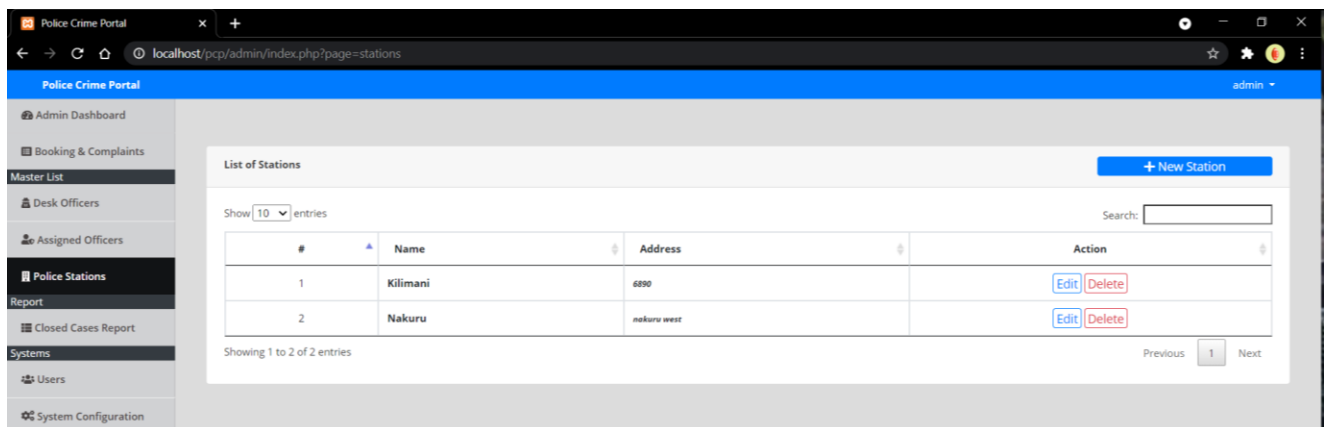 Police Crime Portal
localhost/pcp/admin/index.php?page=stations
Police Crime Portal admin
Admin Dashboard
Booking & Complaints
Master List
Desk Officers
Assigned Officers
Police Stations
Report
Closed Cases Report
Systems
Users
System Configuration
List of Stations + New Station
Show 10 entries Search:
# Name Address Action
1 Kilimani 6890 Edit Delete
2 Nakuru nakuru west Edit Delete
Showing 1 to 2 of 2 entries Previous 1 Next